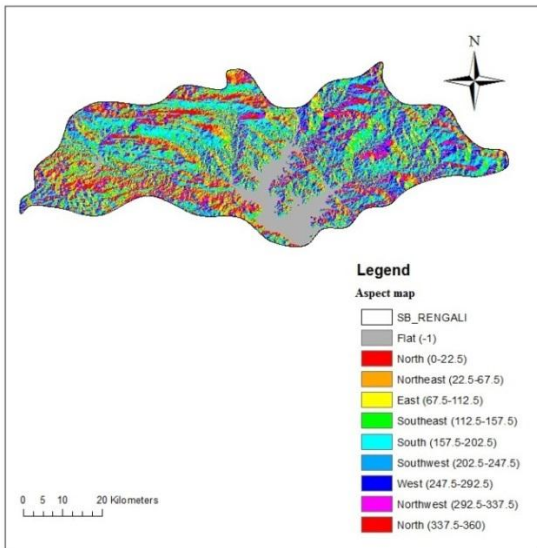 N
Legend
Aspect map
SB_RENGALI
Flat (-1)
North (0-22.5)
Northeast (22.5-67.5)
East (67.5-112.5)
Southeast (112.5-157.5)
South (157.5-202.5)
Southwest (202.5-247.5)
West (247.5-292.5)
Northwest (292.5-337.5)
North (337.5-360)
0 5 10 20 Kilometers